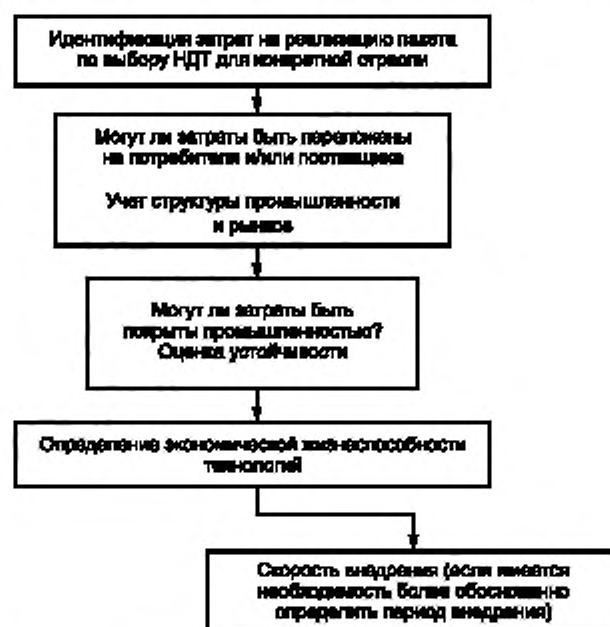 Идентификация затрат на реализацию пакета
по выбору НДТ для конкретной отрасли
Могут ли затраты быть переложены
на потребителя и/или поставщика
Учет структуры промышленности
и рынков
Могут ли затраты быть
покрыты промышленностью?
Оценка устойчивости
Определение экономической жизнеспособности
технологий
Скорость внедрения (если имеется
необходимость более обоснованно
определить период внедрения)